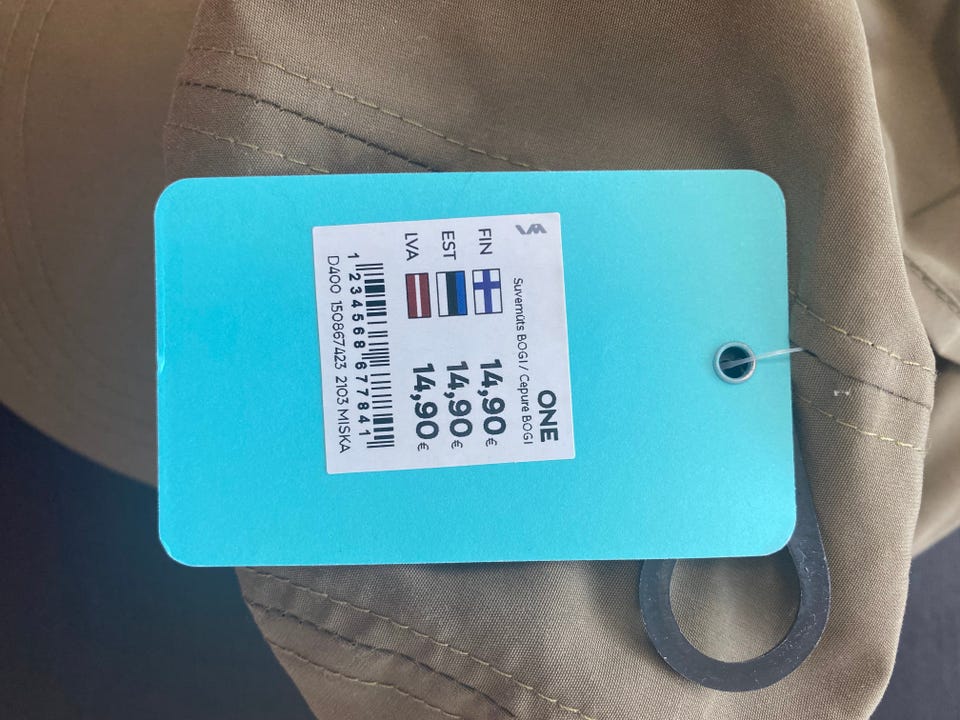 ONE
Suvemüts BOGI / Cepure BOGI
FIN 14,90€
EST 14,90€
LVA 14,90€
1 234568 677841
D400 150867423 2103 MISKA